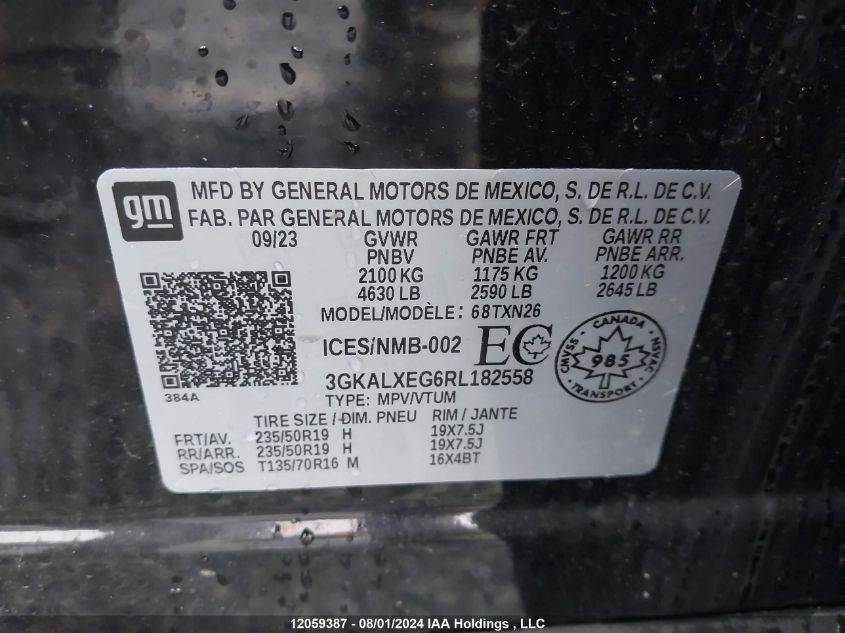 gm
MFD BY GENERAL MOTORS DE MEXICO, S. DE R.L. DE C.V.
FAB. PAR GENERAL MOTORS DE MEXICO, S. DE R.L. DE C.V.
09/23 GVWR GAWR FRT GAWR RR
PNBV PNBE AV. PNBE ARR.
2100 KG 1175 KG 1200 KG
4630 LB 2590 LB 2645 LB
MODEL/MODÈLE: 68TXN26
ICES/NMB-002 EC
CANADA
CMVSS 985 NSVAC
TRANSPORT
3GKALXEG6RL182558
384A
TYPE: MPV/VTUM
TIRE SIZE / DIM. PNEU RIM / JANTE
FRT/AV. 235/50R19 H 19X7.5J
RR/ARR. 235/50R19 H 19X7.5J
SPA/SOS T135/70R16 M 16X4BT
12059387 - 08/01/2024 IAA Holdings , LLC